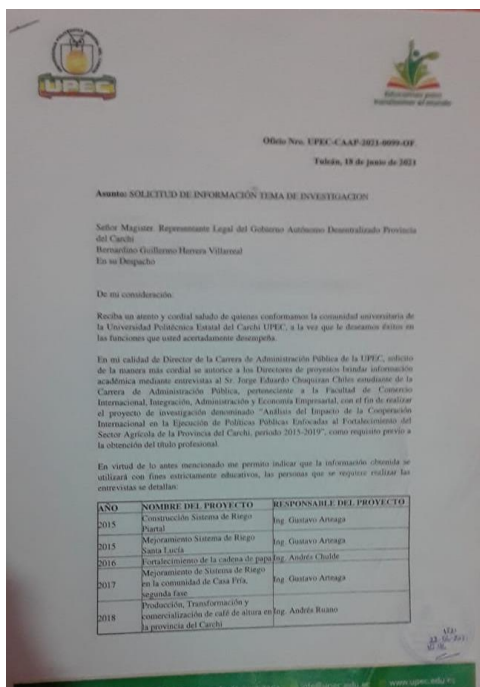 UPEC
Educamos para
transformar el mundo
Oficio Nro. UPEC-CAAP-2021-0099-OF.
Tulcán, 18 de junio de 2021
Asunto: SOLICITUD DE INFORMACIÓN TEMA DE INVESTIGACION
Señor Magister. Representante Legal del Gobierno Autónomo Descentralizado Provincia
del Carchi
Bernardino Guillermo Herrera Villarreal
En su Despacho
De mi consideración:
Reciba un atento y cordial saludo de quienes conformamos la comunidad universitaria de
la Universidad Politécnica Estatal del Carchi UPEC, a la vez que le deseamos éxitos en
las funciones que usted acertadamente desempeña.
En mi calidad de Director de la Carrera de Administración Pública de la UPEC, solicito
de la manera más cordial se autorice a los Directores de proyectos brindar información
académica mediante entrevistas al Sr. Jorge Eduardo Chuquizan Chiles estudiante de la
Carrera de Administración Pública, perteneciente a la Facultad de Comercio
Internacional, Integración, Administración y Economía Empresarial, con el fin de realizar
el proyecto de investigación denominado "Análisis del Impacto de la Cooperación
Internacional en la Ejecución de Políticas Públicas Enfocadas al Fortalecimiento del
Sector Agrícola de la Provincia del Carchi, periodo 2015-2019", como requisito previo a
la obtención del título profesional.
En virtud de lo antes mencionado me permito indicar que la información obtenida se
utilizará con fines estrictamente educativos, las personas que se requiere realizar las
entrevistas se detallan:
AÑO NOMBRE DEL PROYECTO RESPONSABLE DEL PROYECTO
2015 Construcción Sistema de Riego
Piartal Ing. Gustavo Arteaga
2015 Mejoramiento Sistema de Riego
Santa Lucía Ing. Gustavo Arteaga
2016 Fortalecimiento de la cadena de papa Ing. Andrés Chulde
2017 Mejoramiento de Sistema de Riego
en la comunidad de Casa Fría,
segunda fase Ing. Gustavo Arteaga
2018 Producción, Transformación y
comercialización de café de altura en
la provincia del Carchi Ing. Andrés Ruano
www.upec.edu.ec